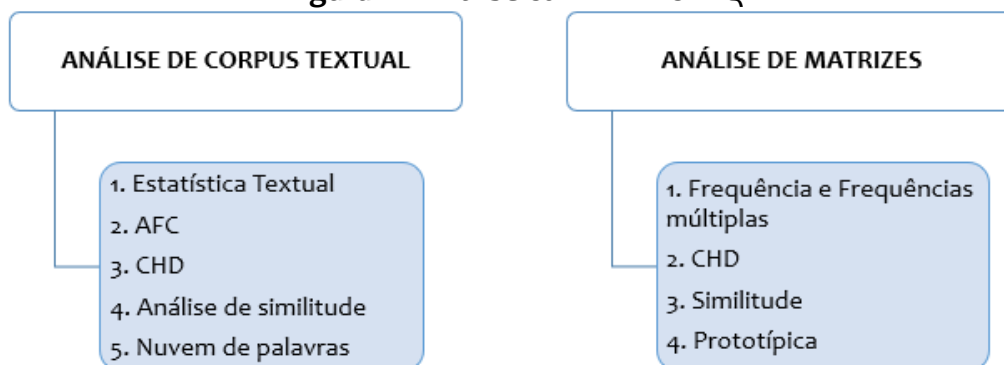 ANÁLISE DE CORPUS TEXTUAL
1. Estatística Textual
2. AFC
3. CHD
4. Análise de similitude
5. Nuvem de palavras
ANÁLISE DE MATRIZES
1. Frequência e Frequências
múltiplas
2. CHD
3. Similitude
4. Prototípica